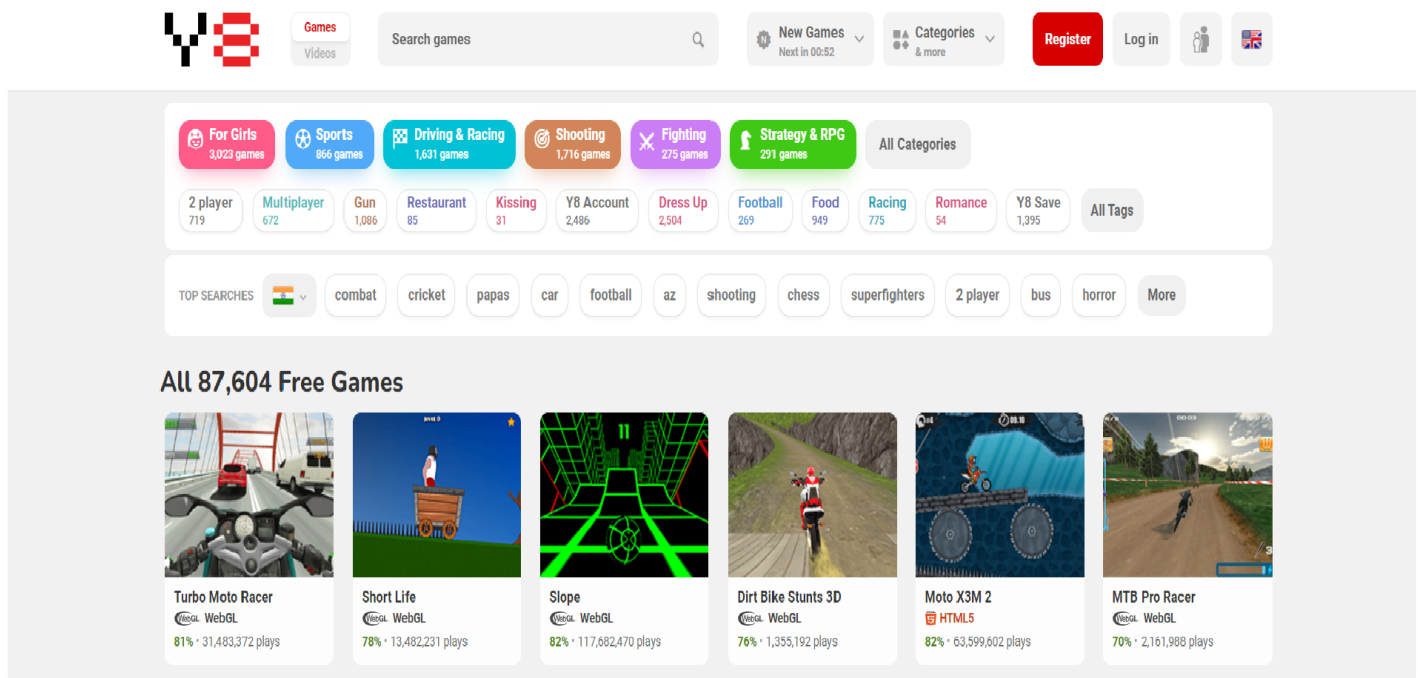 Y8
Games
Videos
Search games
New Games
Next in 00:52
Categories
& more
Register
Log in
For Girls
3,023 games
Sports
866 games
Driving & Racing
1,631 games
Shooting
1,716 games
Fighting
275 games
Strategy & RPG
291 games
All Categories
2 player
719
Multiplayer
672
Gun
1,086
Restaurant
85
Kissing
31
Y8 Account
2,486
Dress Up
2,504
Football
269
Food
949
Racing
775
Romance
54
Y8 Save
1,395
All Tags
TOP SEARCHES
combat
cricket
papas
car
football
az
shooting
chess
superfighters
2 player
bus
horror
More
All 87,604 Free Games
11
Turbo Moto Racer
WebGL WebGL
81% • 31,483,372 plays
Short Life
WebGL WebGL
78% • 13,482,231 plays
Slope
WebGL WebGL
82% • 117,682,470 plays
Dirt Bike Stunts 3D
WebGL WebGL
76% • 1,355,192 plays
Moto X3M 2
5 HTML5
82% • 63,599,602 plays
MTB Pro Racer
WebGL WebGL
70% • 2,161,988 plays